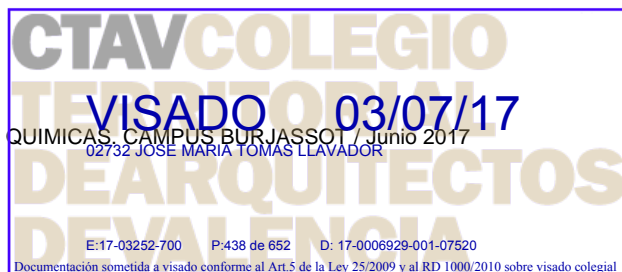 CTAVCOLEGIO
TERRITORIAL
VISADO 03/07/17
QUIMICAS. CAMPUS BURJASSOT / Junio 2017
02732 JOSE MARIA TOMAS LLAVADOR
DEARQUITECTOS
DEVALENCIA
E:17-03252-700 P:438 de 652 D: 17-0006929-001-07520
Documentación sometida a visado conforme al Art.5 de la Ley 25/2009 y al RD 1000/2010 sobre visado colegial